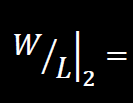 W/L|₂ =